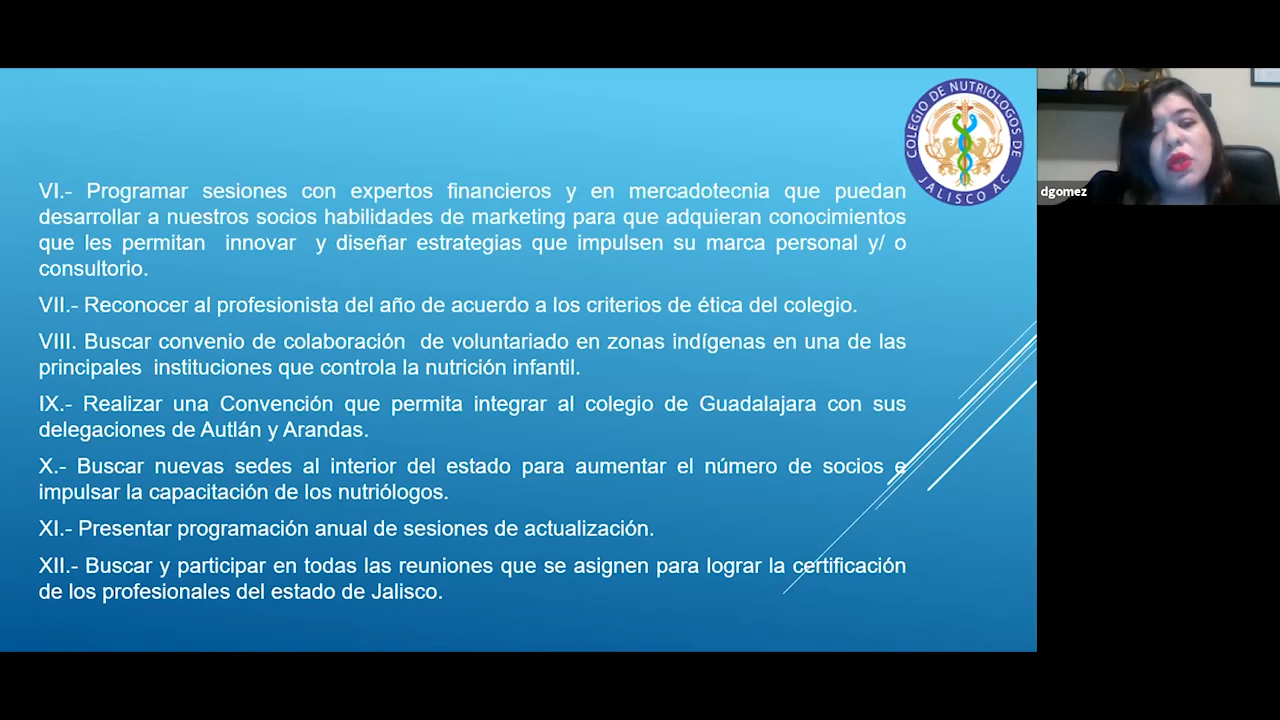 COLEGIO DE NUTRIOLOGOS DE
JALISCO AC
dgomez
VI.- Programar sesiones con expertos financieros y en mercadotecnia que puedan
desarrollar a nuestros socios habilidades de marketing para que adquieran conocimientos
que les permitan innovar y diseñar estrategias que impulsen su marca personal y/ o
consultorio.
VII.- Reconocer al profesionista del año de acuerdo a los criterios de ética del colegio.
VIII. Buscar convenio de colaboración de voluntariado en zonas indígenas en una de las
principales instituciones que controla la nutrición infantil.
IX.- Realizar una Convención que permita integrar al colegio de Guadalajara con sus
delegaciones de Autlán y Arandas.
X.- Buscar nuevas sedes al interior del estado para aumentar el número de socios e
impulsar la capacitación de los nutriólogos.
XI.- Presentar programación anual de sesiones de actualización.
XII.- Buscar y participar en todas las reuniones que se asignen para lograr la certificación
de los profesionales del estado de Jalisco.